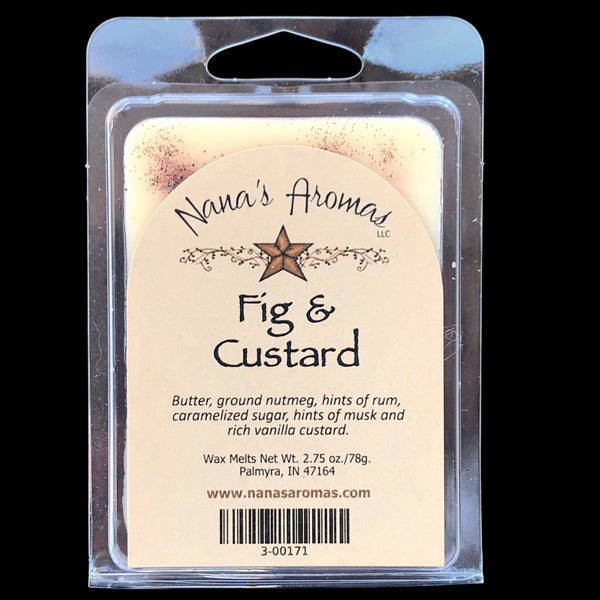 Nana's Aromas
LLC
Fig &
Custard
Butter, ground nutmeg, hints of rum,
caramelized sugar, hints of musk and
rich vanilla custard.
Wax Melts Net Wt. 2.75 oz./78g.
Palmyra, IN 47164
www.nanasaromas.com
3-00171